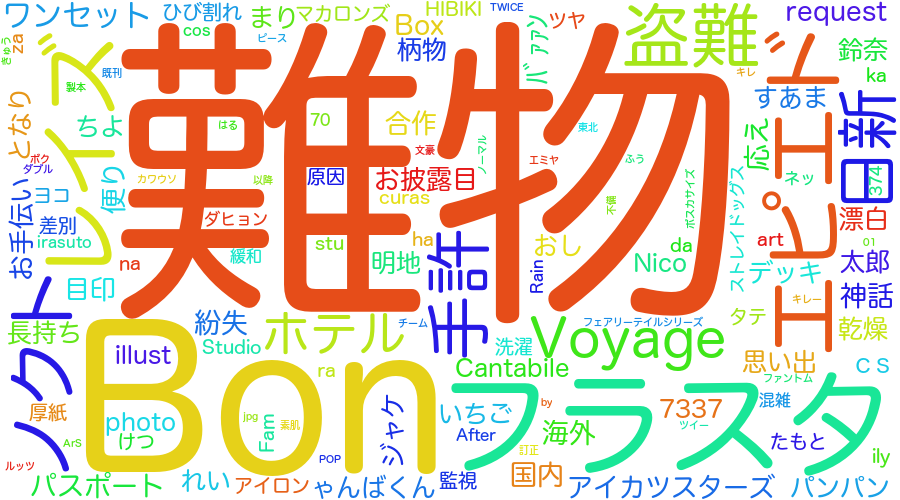 ワンセット
ひび割れ
cos
まり
マカロンズ
ピース
HIBIKI
Box
柄物
TWICE
ツヤ
バァァン
盗難
request
鈴奈
ka
きゅう
za
レイズ
既刊
製本
ちよ
となり
ボク
ダブル
難物
はる
70
原因
合作
文豪
お披露目
curas
ノーマル
エミヤ
東北
ふう
不備
ボスカサイズ
ストレイドッグス
応え
すあま
ネッ
キレ
ピエト
日新
374
漂白
01
カワウソ
以降
便り
お手伝い
ヨコ
差別
irasuto
ダヒョン
緩和
na
stu
ha
明地
手許
Rain
おし
Nico
da
art
デッキ
太郎
神話
キレー
エ
目印
ノクト
長持ち
紛失
Studio
ホテル
チーム
フェアリーテイルシリーズ
Voyage
タテ
乾燥
Bon
illust
ra
洗濯
Cantabile
思い出
ＣＳ
ファントム
厚紙
photo
けつ
ArS
ルッツ
Fam
jpg
素肌
ジャケ
POP
いちご
After
フラスタ
by
海外
7337
ツイー
混雑
たもと
ily
訂正
国内
パスポート
れい
アイロン
ゃんばくん
監視
アイカツスターズ
パンパン